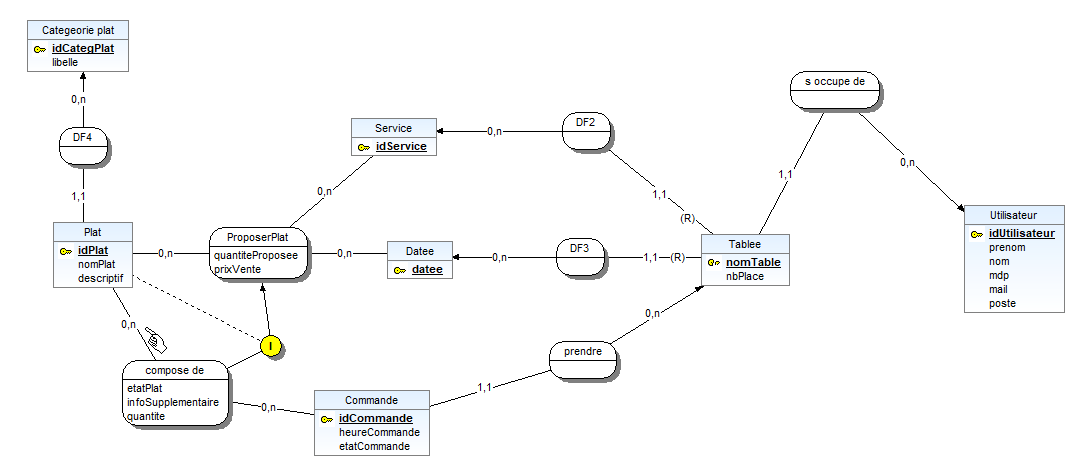 Categeorie plat
idCategPlat
libelle
0,n
DF4
1,1
Plat
idPlat
nomPlat
descriptif
0,n
0,n
compose de
etatPlat
infoSupplementaire
quantite
0,n
I
ProposerPlat
quantiteProposee
prixVente
0,n
0,n
Service
idService
0,n
DF2
1,1
(R)
Datee
datee
0,n
DF3
1,1
(R)
Tablee
nomTable
nbPlace
Commande
idCommande
heureCommande
etatCommande
1,1
prendre
0,n
s occupe de
1,1
0,n
Utilisateur
idUtilisateur
prenom
nom
mdp
mail
poste